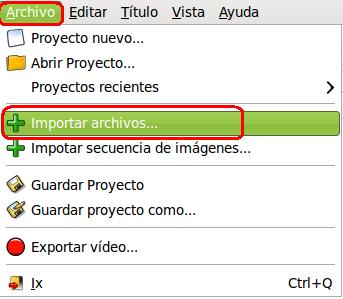 Archivo Editar Título Vista Ayuda
Proyecto nuevo...
Abrir Proyecto...
Proyectos recientes
Importar archivos...
Impotar secuencia de imágenes...
Guardar Proyecto
Guardar proyecto como...
Exportar vídeo...
Ix Ctrl+Q